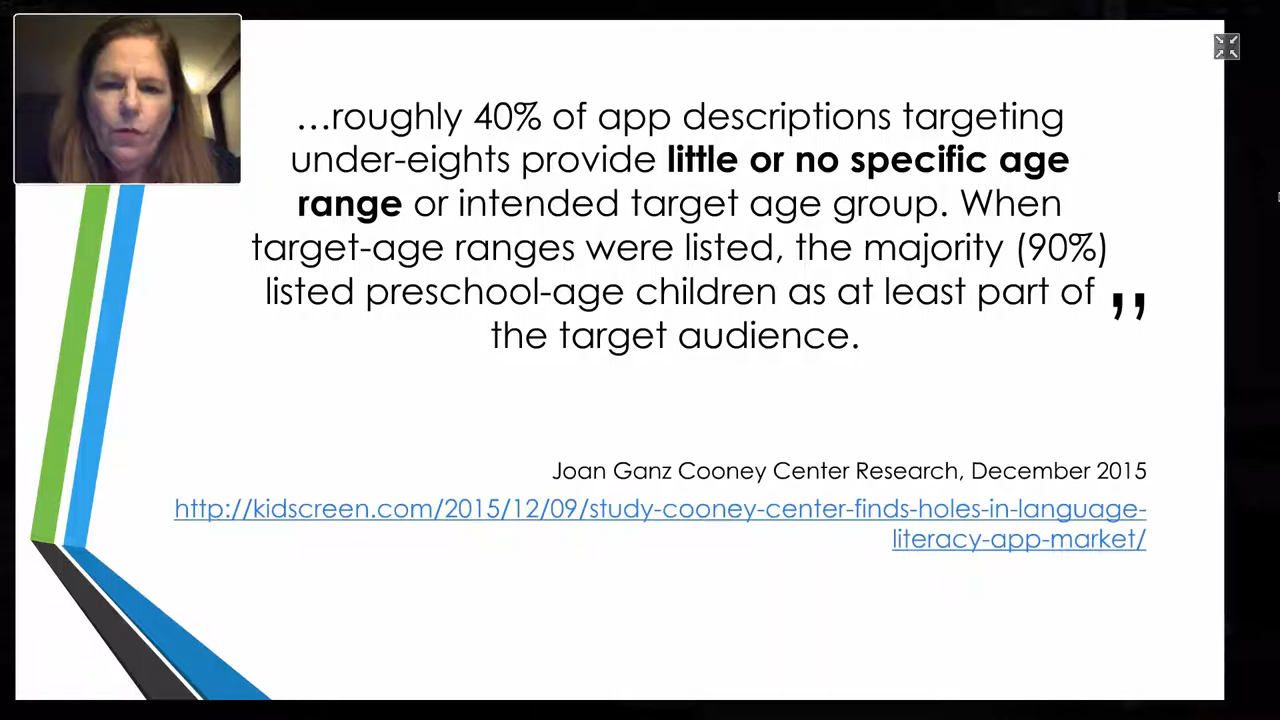 …roughly 40% of app descriptions targeting
under-eights provide little or no specific age
range or intended target age group. When
target-age ranges were listed, the majority (90%)
listed preschool-age children as at least part of
the target audience.
”
Joan Ganz Cooney Center Research, December 2015
http://kidscreen.com/2015/12/09/study-cooney-center-finds-holes-in-language-
literacy-app-market/